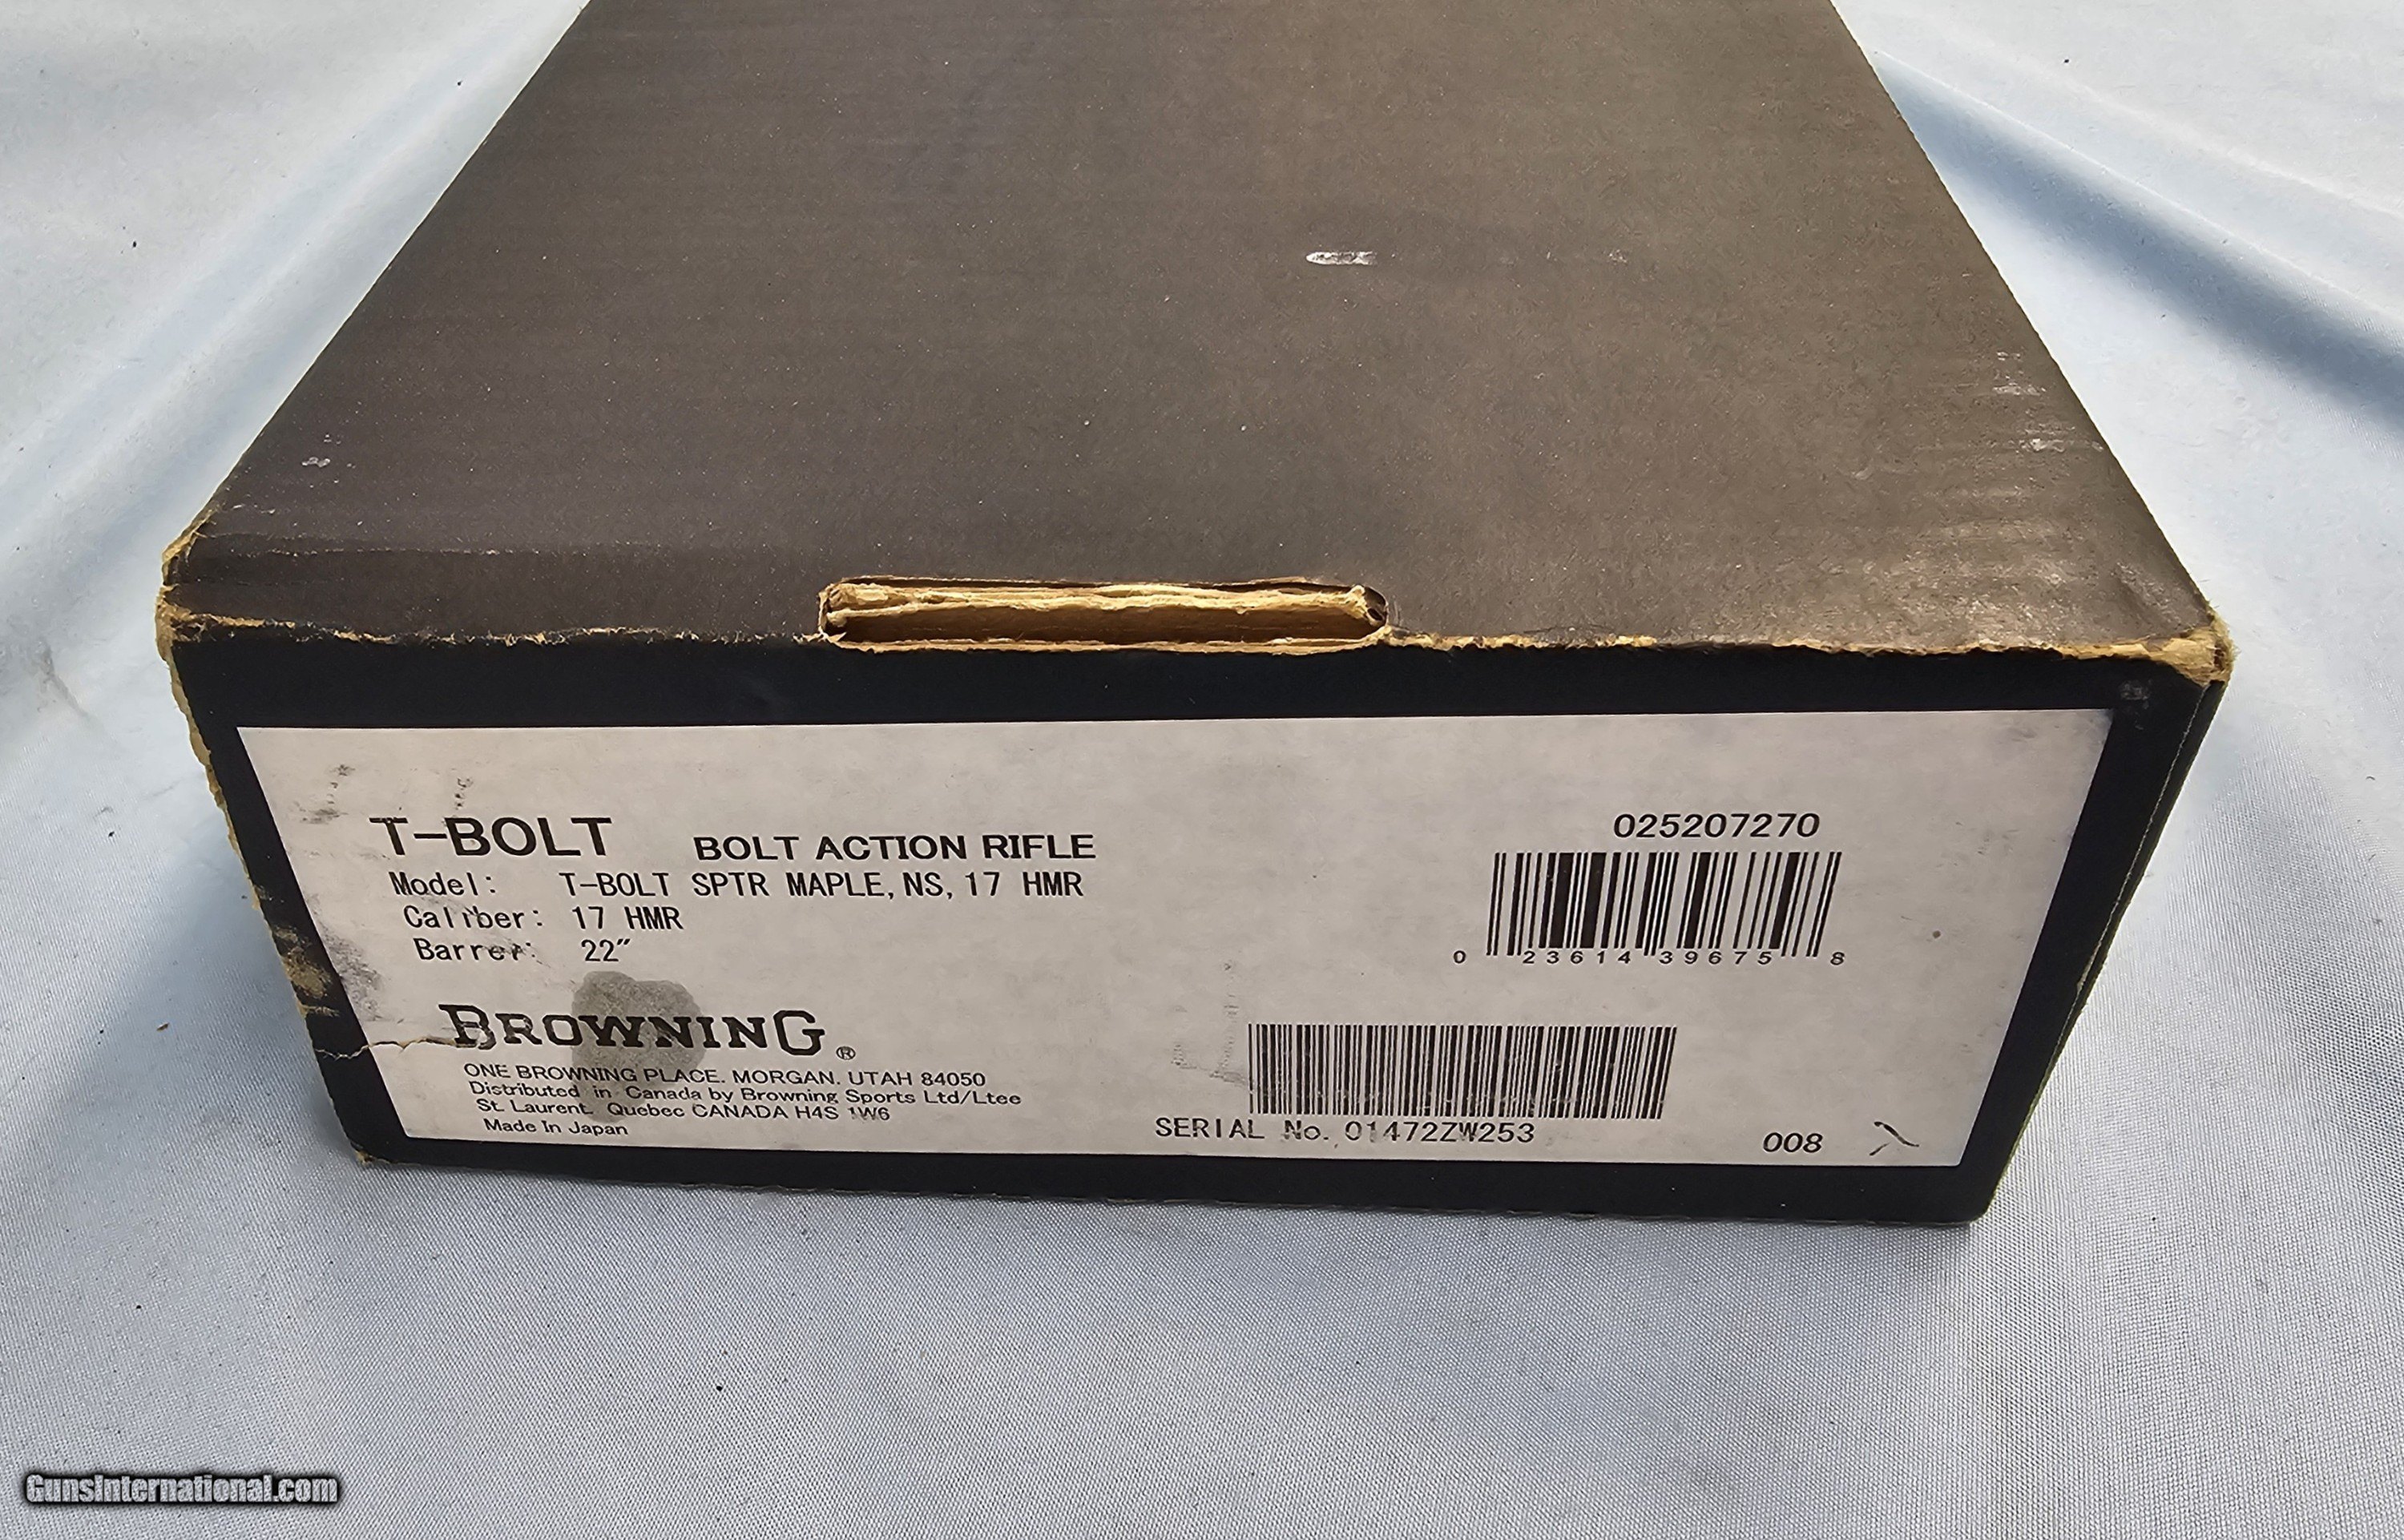 T-BOLT BOLT ACTION RIFLE
Model: T-BOLT SPTR MAPLE, NS, 17 HMR
Caliber: 17 HMR
Barrel: 22"
BROWNING®
ONE BROWNING PLACE. MORGAN. UTAH 84050
Distributed in Canada by Browning Sports Ltd/Ltee
St. Laurent. Quebec CANADA H4S 1W6
Made In Japan
025207270
0 23614 39675 8
SERIAL No. 01472ZW253
008
GunsInternational.com